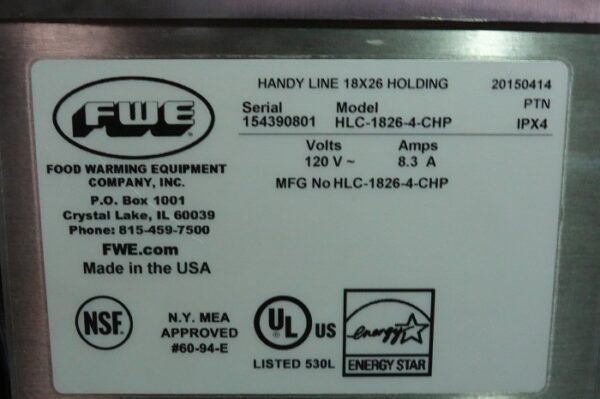 FWE
FOOD WARMING EQUIPMENT
COMPANY, INC.
P.O. Box 1001
Crystal Lake, IL 60039
Phone: 815-459-7500
FWE.com
Made in the USA
HANDY LINE 18X26 HOLDING 20150414
Serial Model PTN
154390801 HLC-1826-4-CHP IPX4
Volts Amps
120 V ~ 8.3 A
MFG No HLC-1826-4-CHP
NSF.
N.Y. MEA
APPROVED
#60-94-E
UL US
LISTED 530L
energy
ENERGY STAR